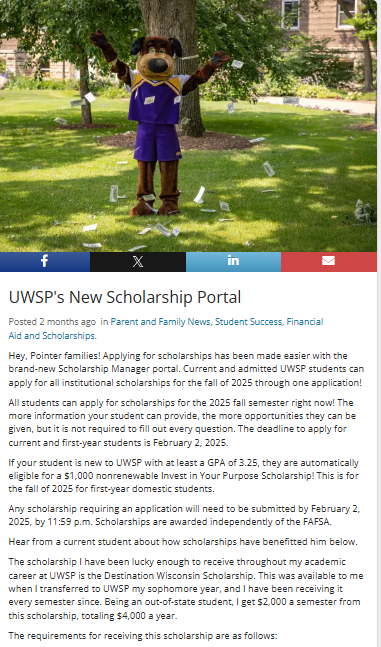 UWSP's New Scholarship Portal
Posted 2 months ago in Parent and Family News, Student Success, Financial
Aid and Scholarships.
Hey, Pointer families! Applying for scholarships has been made easier with the
brand-new Scholarship Manager portal. Current and admitted UWSP students can
apply for all institutional scholarships for the fall of 2025 through one application!
All students can apply for scholarships for the 2025 fall semester right now! The
more information your student can provide, the more opportunities they can be
given, but it is not required to fill out every question. The deadline to apply for
current and first-year students is February 2, 2025.
If your student is new to UWSP with at least a GPA of 3.25, they are automatically
eligible for a $1,000 nonrenewable Invest in Your Purpose Scholarship! This is for
the fall of 2025 for first-year domestic students.
Any scholarship requiring an application will need to be submitted by February 2,
2025, by 11:59 p.m. Scholarships are awarded independently of the FAFSA.
Hear from a current student about how scholarships have benefitted him below.
The scholarship I have been lucky enough to receive throughout my academic
career at UWSP is the Destination Wisconsin Scholarship. This was available to me
when I transferred to UWSP my sophomore year, and I have been receiving it
every semester since. Being an out-of-state student, I get $2,000 a semester from
this scholarship, totaling $4,000 a year.
The requirements for receiving this scholarship are as follows: